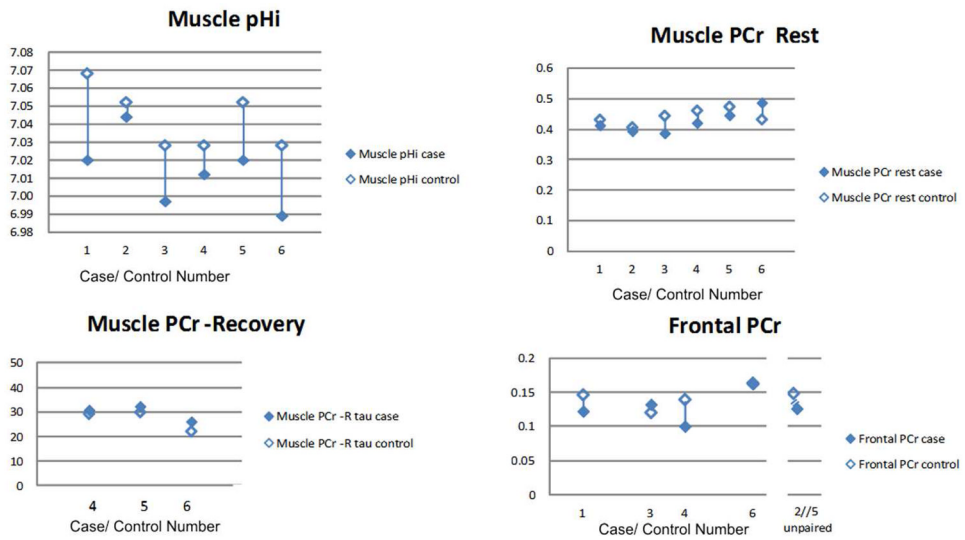 Muscle pHi
7.08
7.07
7.06
7.05
7.04
7.03
7.02
7.01
7.00
6.99
6.98
1 2 3 4 5 6
Case/ Control Number
Muscle pHi case
Muscle pHi control
Muscle PCr Rest
0.6
0.5
0.4
0.3
0.2
0.1
0
1 2 3 4 5 6
Case/ Control Number
Muscle PCr rest case
Muscle PCr rest control
Muscle PCr -Recovery
50
40
30
20
10
0
4 5 6
Case/ Control Number
Muscle PCr -R tau case
Muscle PCr -R tau control
Frontal PCr
0.2
0.15
0.1
0.05
0
1 3 4 6 2//5
unpaired
Case/ Control Number
Frontal PCr case
Frontal PCr control